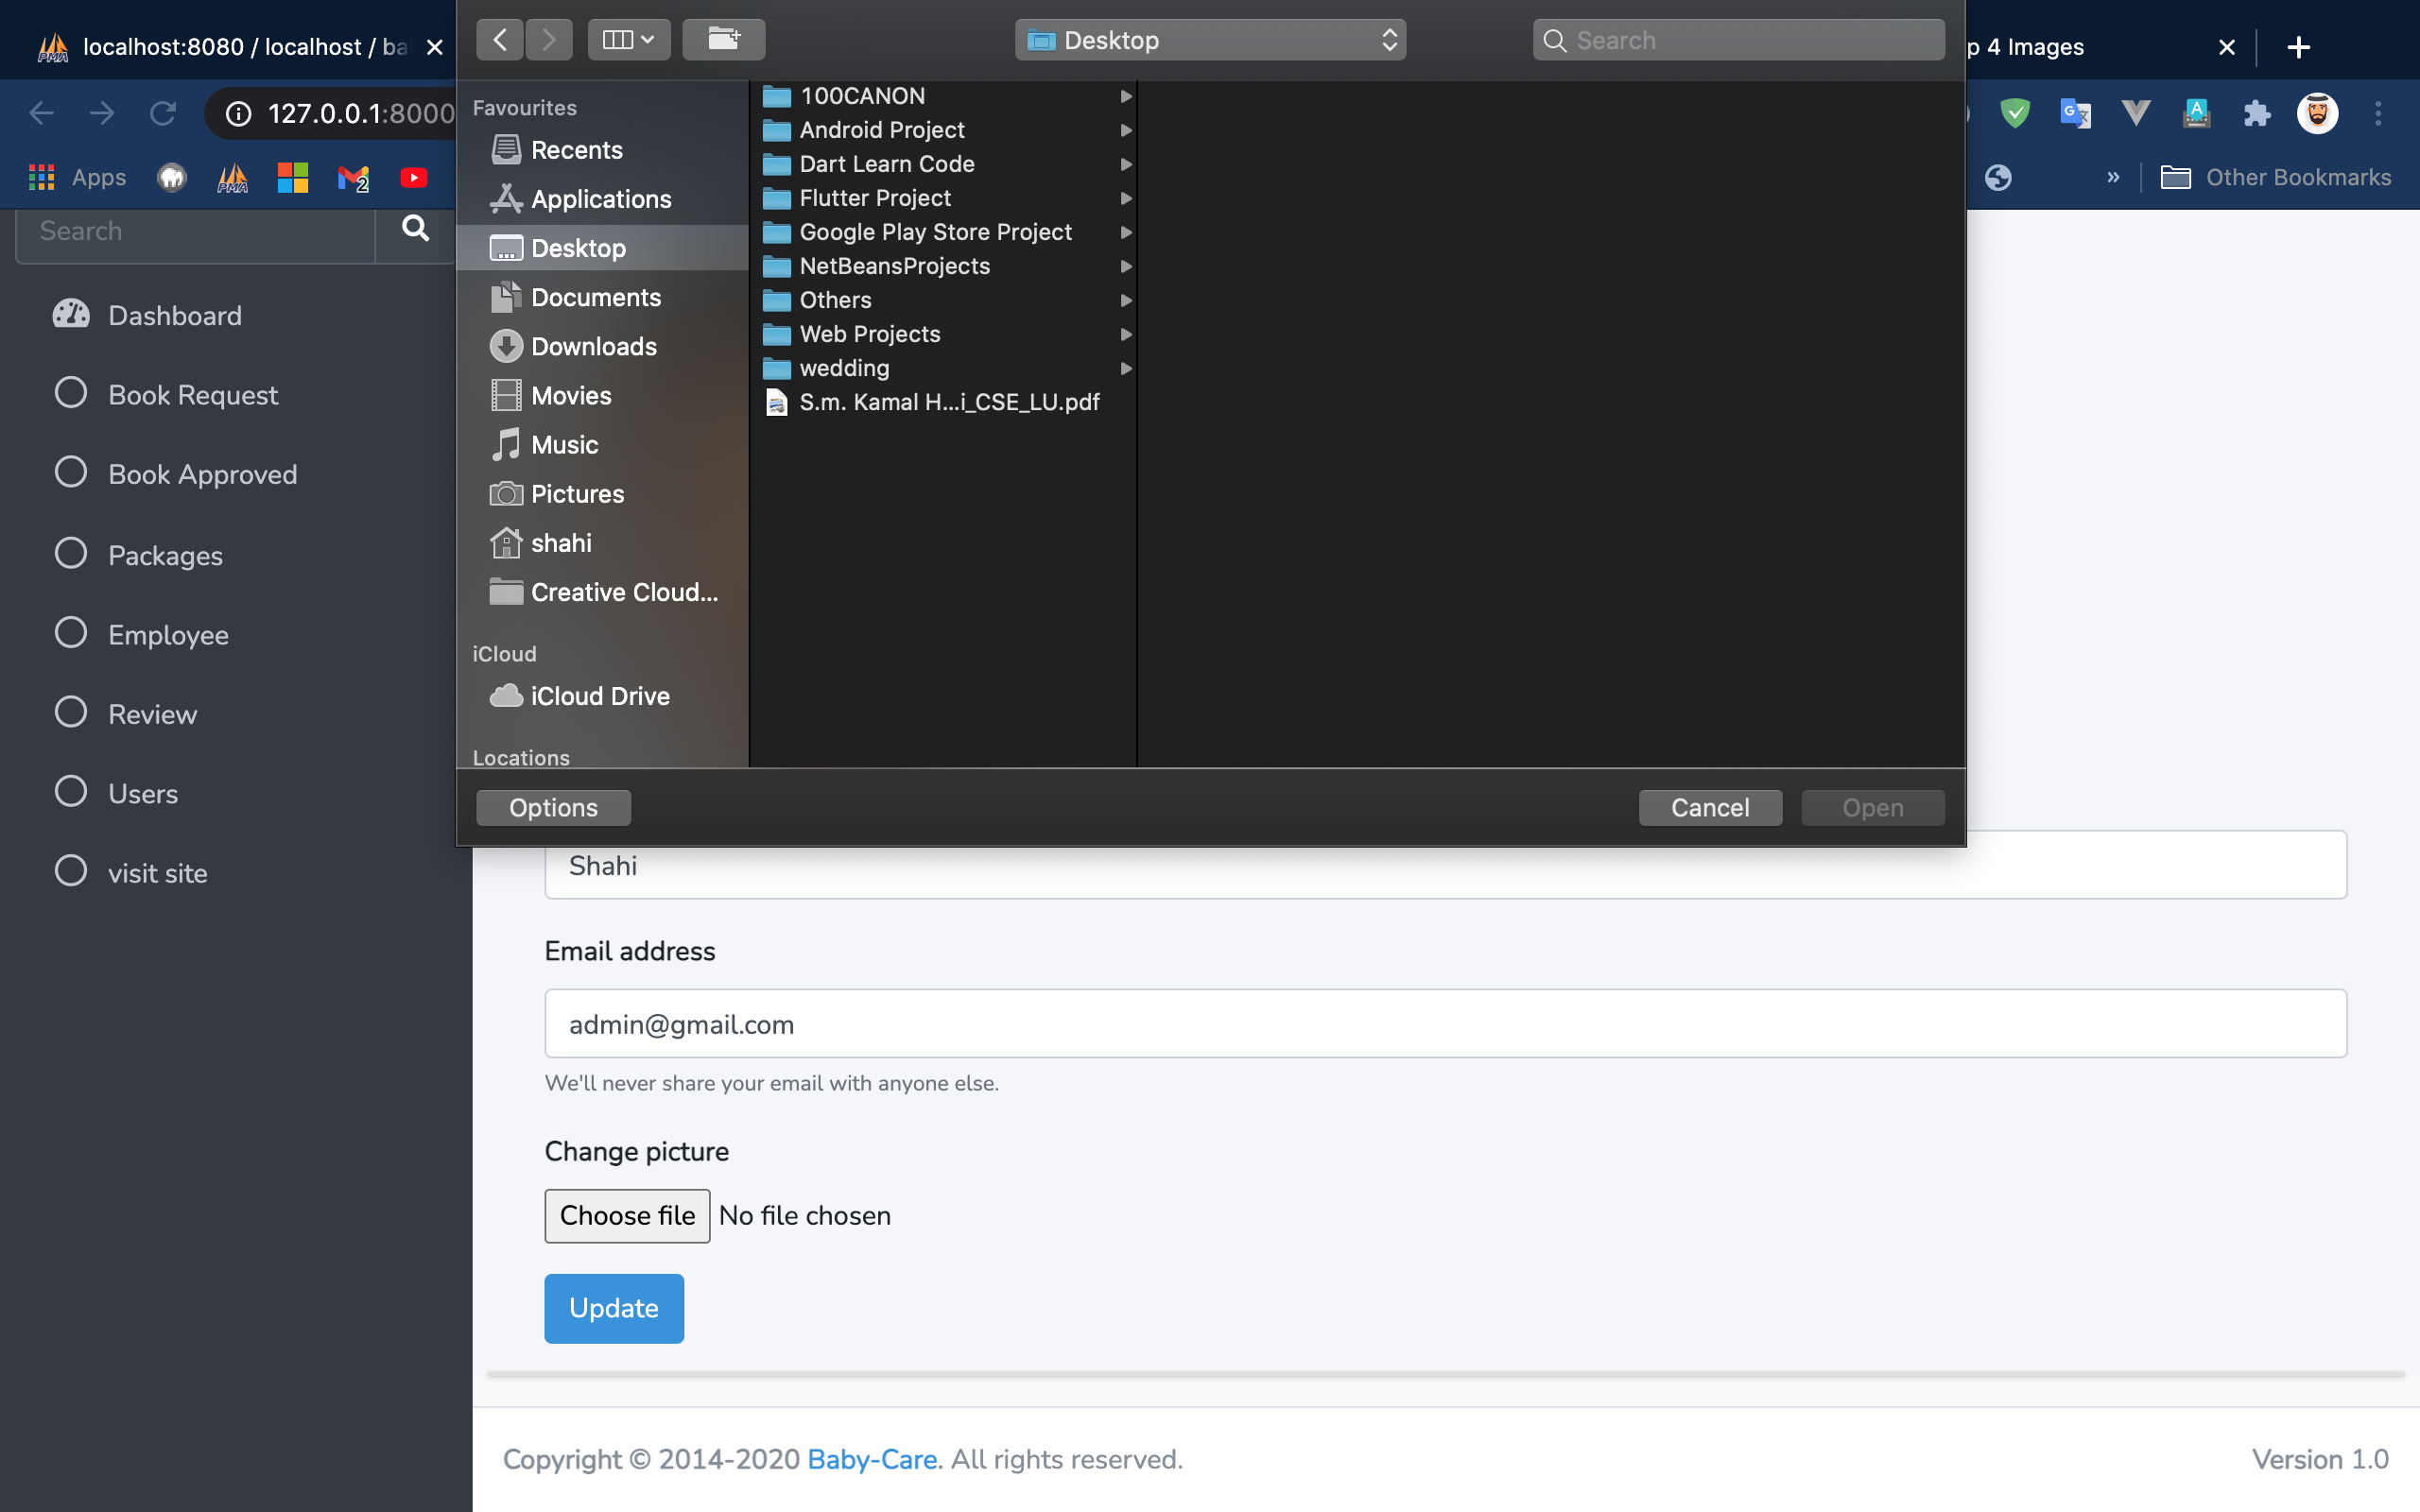 localhost:8080 / localhost / ba
p 4 Images
127.0.0.1:8000
Apps
Other Bookmarks
Search
Dashboard
Book Request
Book Approved
Packages
Employee
Review
Users
visit site
Desktop
Search
Favourites
Recents
Applications
Desktop
Documents
Downloads
Movies
Music
Pictures
shahi
Creative Cloud...
iCloud
iCloud Drive
Locations
100CANON
Android Project
Dart Learn Code
Flutter Project
Google Play Store Project
NetBeansProjects
Others
Web Projects
wedding
S.m. Kamal H...i_CSE_LU.pdf
Options
Cancel
Open
Shahi
Email address
admin@gmail.com
We'll never share your email with anyone else.
Change picture
Choose file No file chosen
Update
Copyright © 2014-2020 Baby-Care. All rights reserved.
Version 1.0